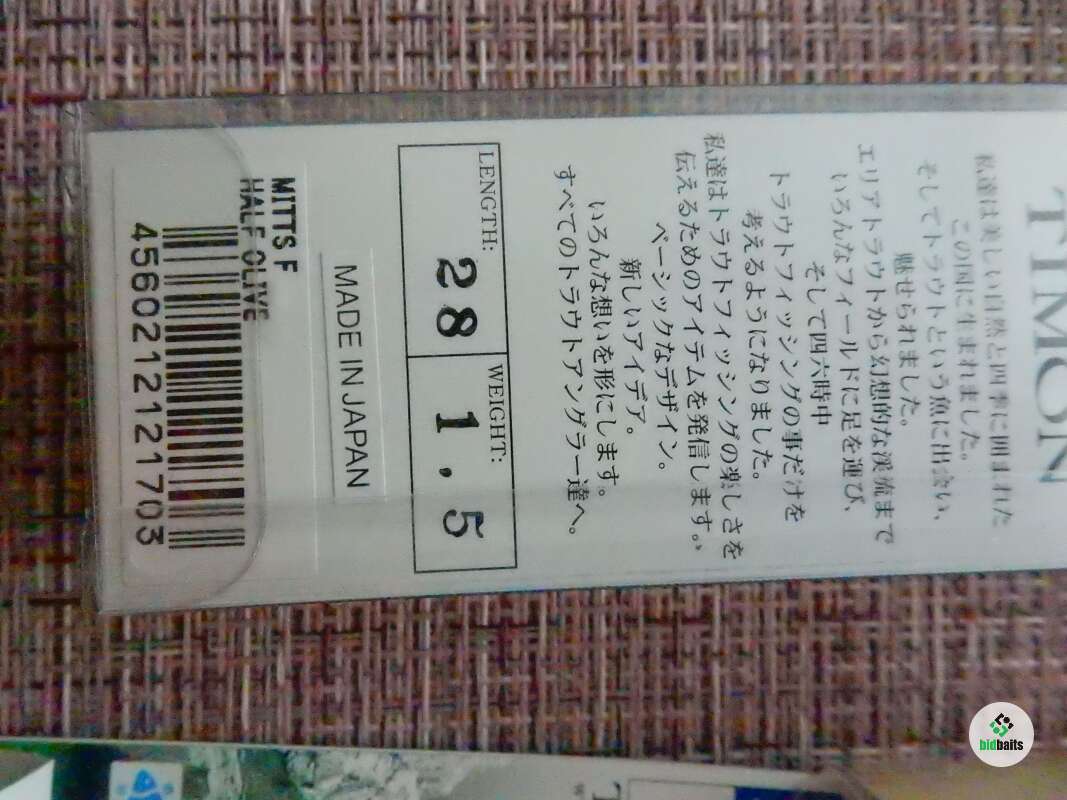 TIMON
私達は美しい自然と四季に囲まれた
この国に生まれました。
そしてトラウトという魚に出会い、
魅せられました。
エリアトラウトから幻想的な渓流まで
いろんなフィールドに足を運び、
そして四六時中
トラウトフィッシングの事だけを
考えるようになりました。
私達はトラウトフィッシングの楽しさを
伝えるためのアイテムを発信します。
ベーシックなデザイン。
新しいアイデア。
いろんな想いを形にします。
すべてのトラウトアングラー達へ。
LENGTH: WEIGHT:
28 1.5
MADE IN JAPAN
MITTS F
HALF OLIVE
4560212121703
bidbaits